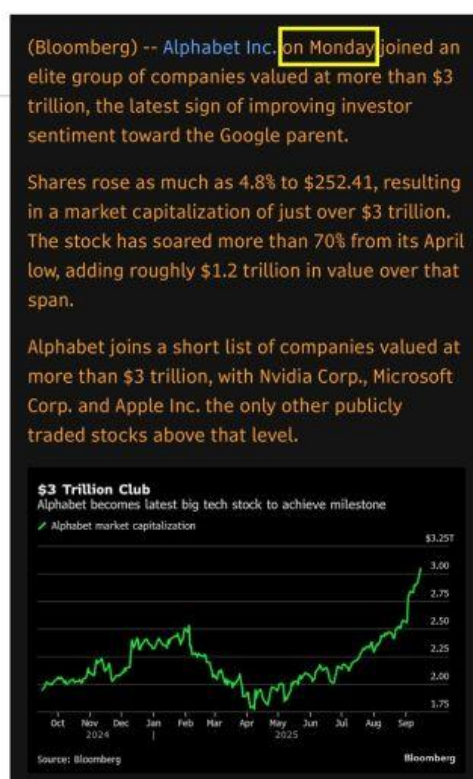 (Bloomberg) -- Alphabet Inc. on Monday joined an
elite group of companies valued at more than $3
trillion, the latest sign of improving investor
sentiment toward the Google parent.
Shares rose as much as 4.8% to $252.41, resulting
in a market capitalization of just over $3 trillion.
The stock has soared more than 70% from its April
low, adding roughly $1.2 trillion in value over that
span.
Alphabet joins a short list of companies valued at
more than $3 trillion, with Nvidia Corp., Microsoft
Corp. and Apple Inc. the only other publicly
traded stocks above that level.
$3 Trillion Club
Alphabet becomes latest big tech stock to achieve milestone
Alphabet market capitalization
$3.25T
3.00
2.75
2.50
2.25
2.00
1.75
Oct Nov Dec Jan Feb Mar Apr May Jun Jul Aug Sep
2024 | 2025
Source: Bloomberg Bloomberg